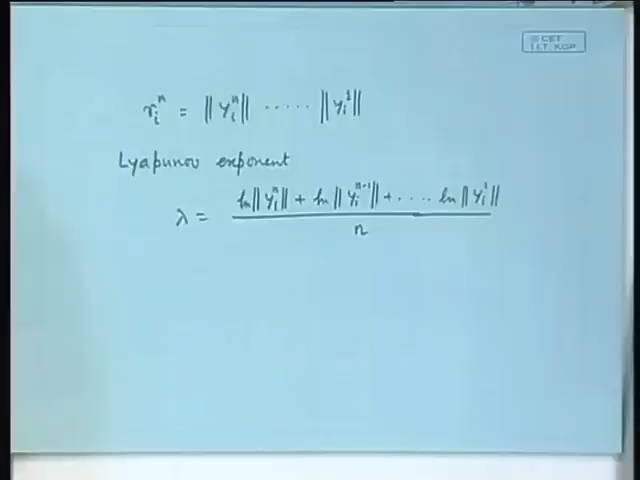 © CET
I.I.T. KGP
r_i^n = ||y_i^n|| ..... ||y_i^1||
Lyapunov exponent
λ = (ln||y_i^n|| + ln||y_i^{n-1}|| + .... ln||y_i^1||) / n